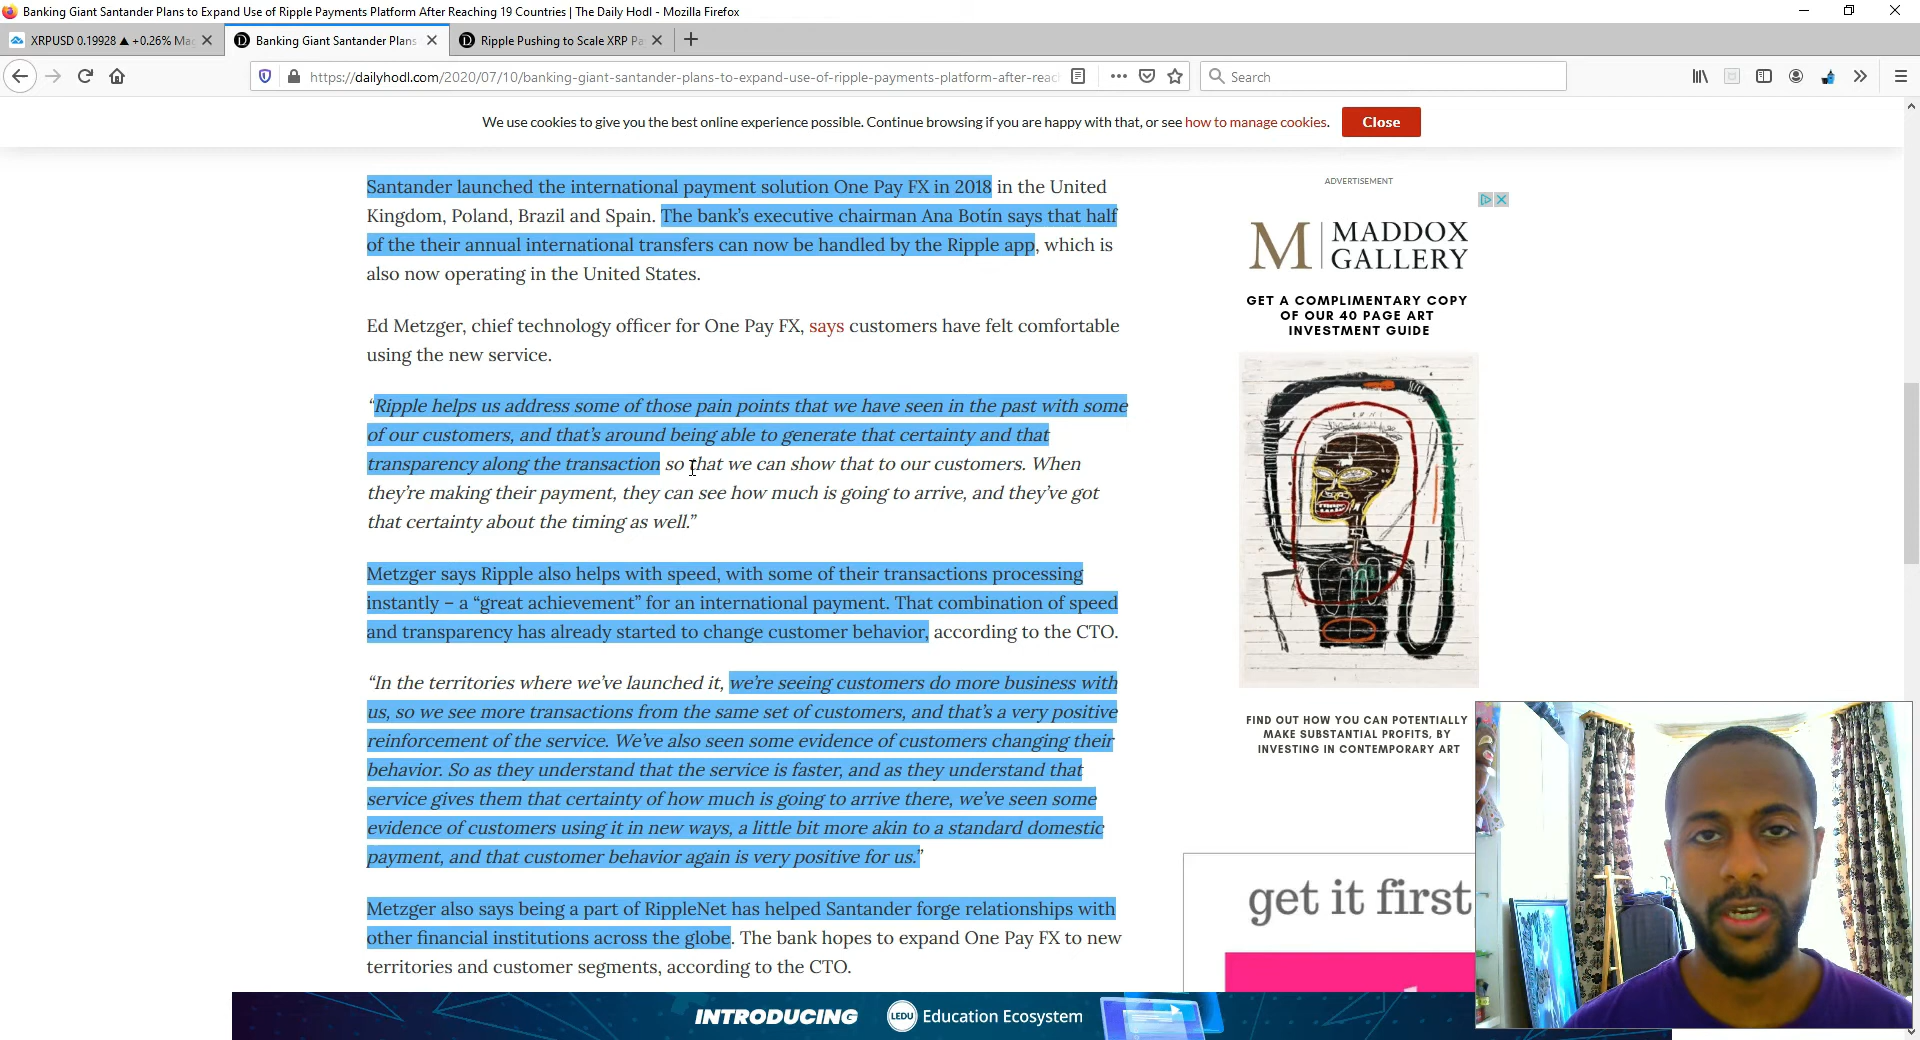 Banking Giant Santander Plans to Expand Use of Ripple Payments Platform After Reaching 19 Countries | The Daily Hodl - Mozilla Firefox
XRPUSD 0.19928 ▲ +0.26%
Banking Giant Santander Plans
Ripple Pushing to Scale XRP
https://dailyhodl.com/2020/07/10/banking-giant-santander-plans-to-expand-use-of-ripple-payments-platform-after-reac
Search
We use cookies to give you the best online experience possible. Continue browsing if you are happy with that, or see how to manage cookies.
Close
Santander launched the international payment solution One Pay FX in 2018 in the United
Kingdom, Poland, Brazil and Spain. The bank's executive chairman Ana Botín says that half
of the their annual international transfers can now be handled by the Ripple app, which is
also now operating in the United States.
Ed Metzger, chief technology officer for One Pay FX, says customers have felt comfortable
using the new service.
“Ripple helps us address some of those pain points that we have seen in the past with some
of our customers, and that's around being able to generate that certainty and that
transparency along the transaction so that we can show that to our customers. When
they're making their payment, they can see how much is going to arrive, and they've got
that certainty about the timing as well.”
Metzger says Ripple also helps with speed, with some of their transactions processing
instantly – a “great achievement” for an international payment. That combination of speed
and transparency has already started to change customer behavior, according to the CTO.
“In the territories where we've launched it, we're seeing customers do more business with
us, so we see more transactions from the same set of customers, and that's a very positive
reinforcement of the service. We've also seen some evidence of customers changing their
behavior. So as they understand that the service is faster, and as they understand that
service gives them that certainty of how much is going to arrive there, we've seen some
evidence of customers using it in new ways, a little bit more akin to a standard domestic
payment, and that customer behavior again is very positive for us.”
Metzger also says being a part of RippleNet has helped Santander forge relationships with
other financial institutions across the globe. The bank hopes to expand One Pay FX to new
territories and customer segments, according to the CTO.
ADVERTISEMENT
M MADDOX
GALLERY
GET A COMPLIMENTARY COPY
OF OUR 40 PAGE ART
INVESTMENT GUIDE
FIND OUT HOW YOU CAN POTENTIALLY
MAKE SUBSTANTIAL PROFITS, BY
INVESTING IN CONTEMPORARY ART
get it first
INTRODUCING LEDU Education Ecosystem